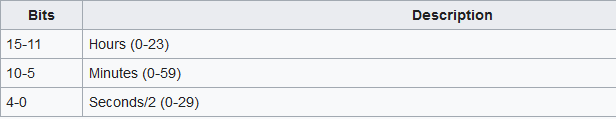 Bits Description
15-11 Hours (0-23)
10-5 Minutes (0-59)
4-0 Seconds/2 (0-29)